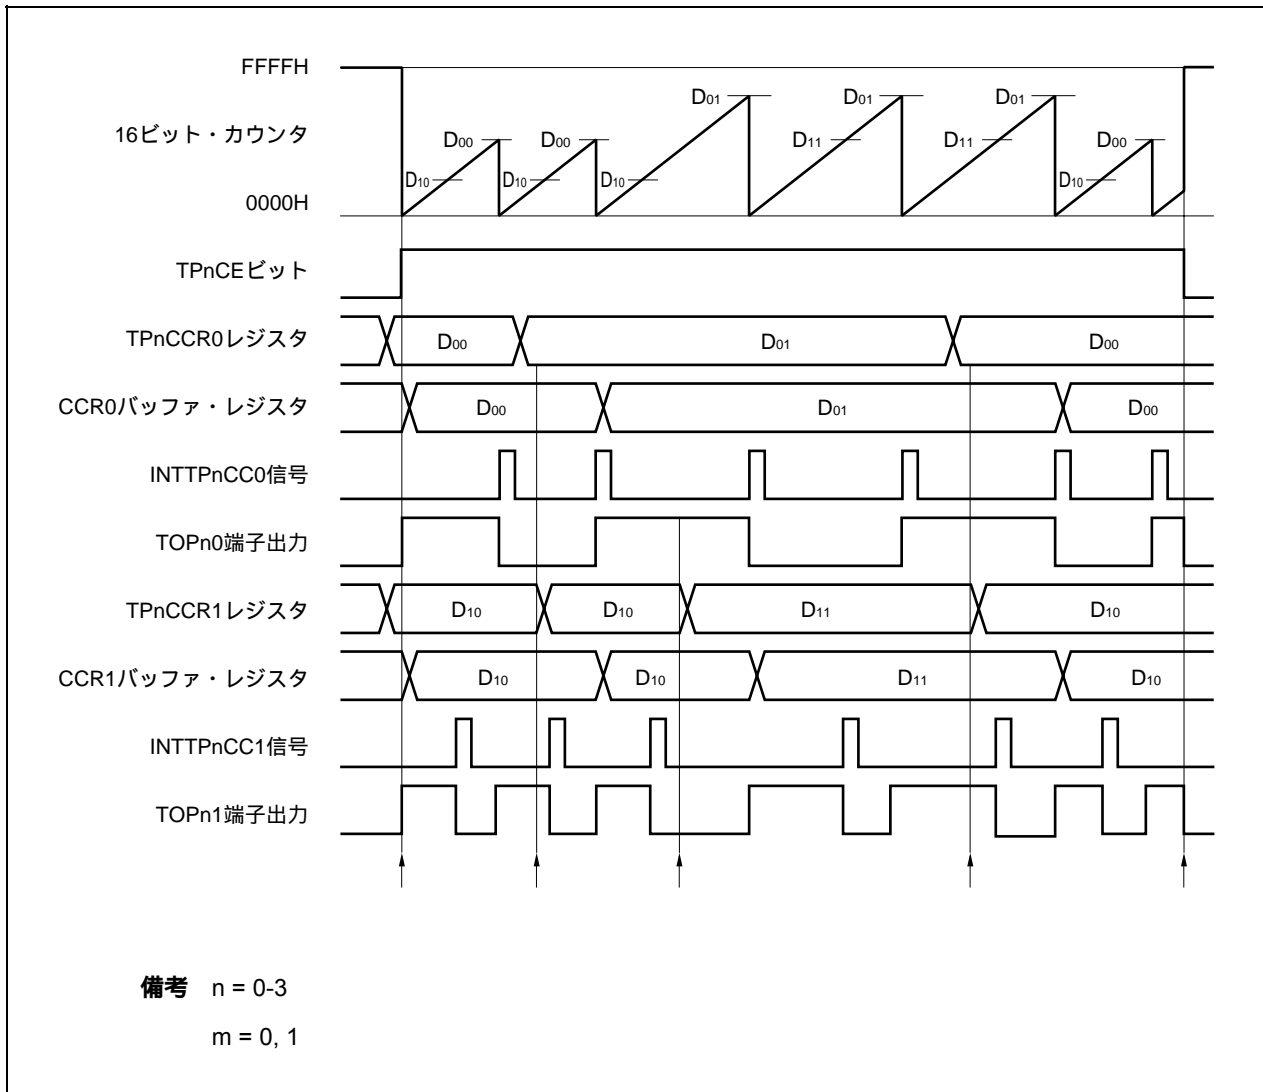 FFFFH
D01 D01 D01
16ビット・カウンタ
D00 D00 D11 D11 D00
D10 D10 D10 D10
0000H
TPnCEビット
TPnCCR0レジスタ D00 D01 D00
CCR0バッファ・レジスタ D00 D01 D00
INTTPnCC0信号
TOPn0端子出力
TPnCCR1レジスタ D10 D10 D11 D10
CCR1バッファ・レジスタ D10 D10 D11 D10
INTTPnCC1信号
TOPn1端子出力
備考 n = 0-3
m = 0, 1